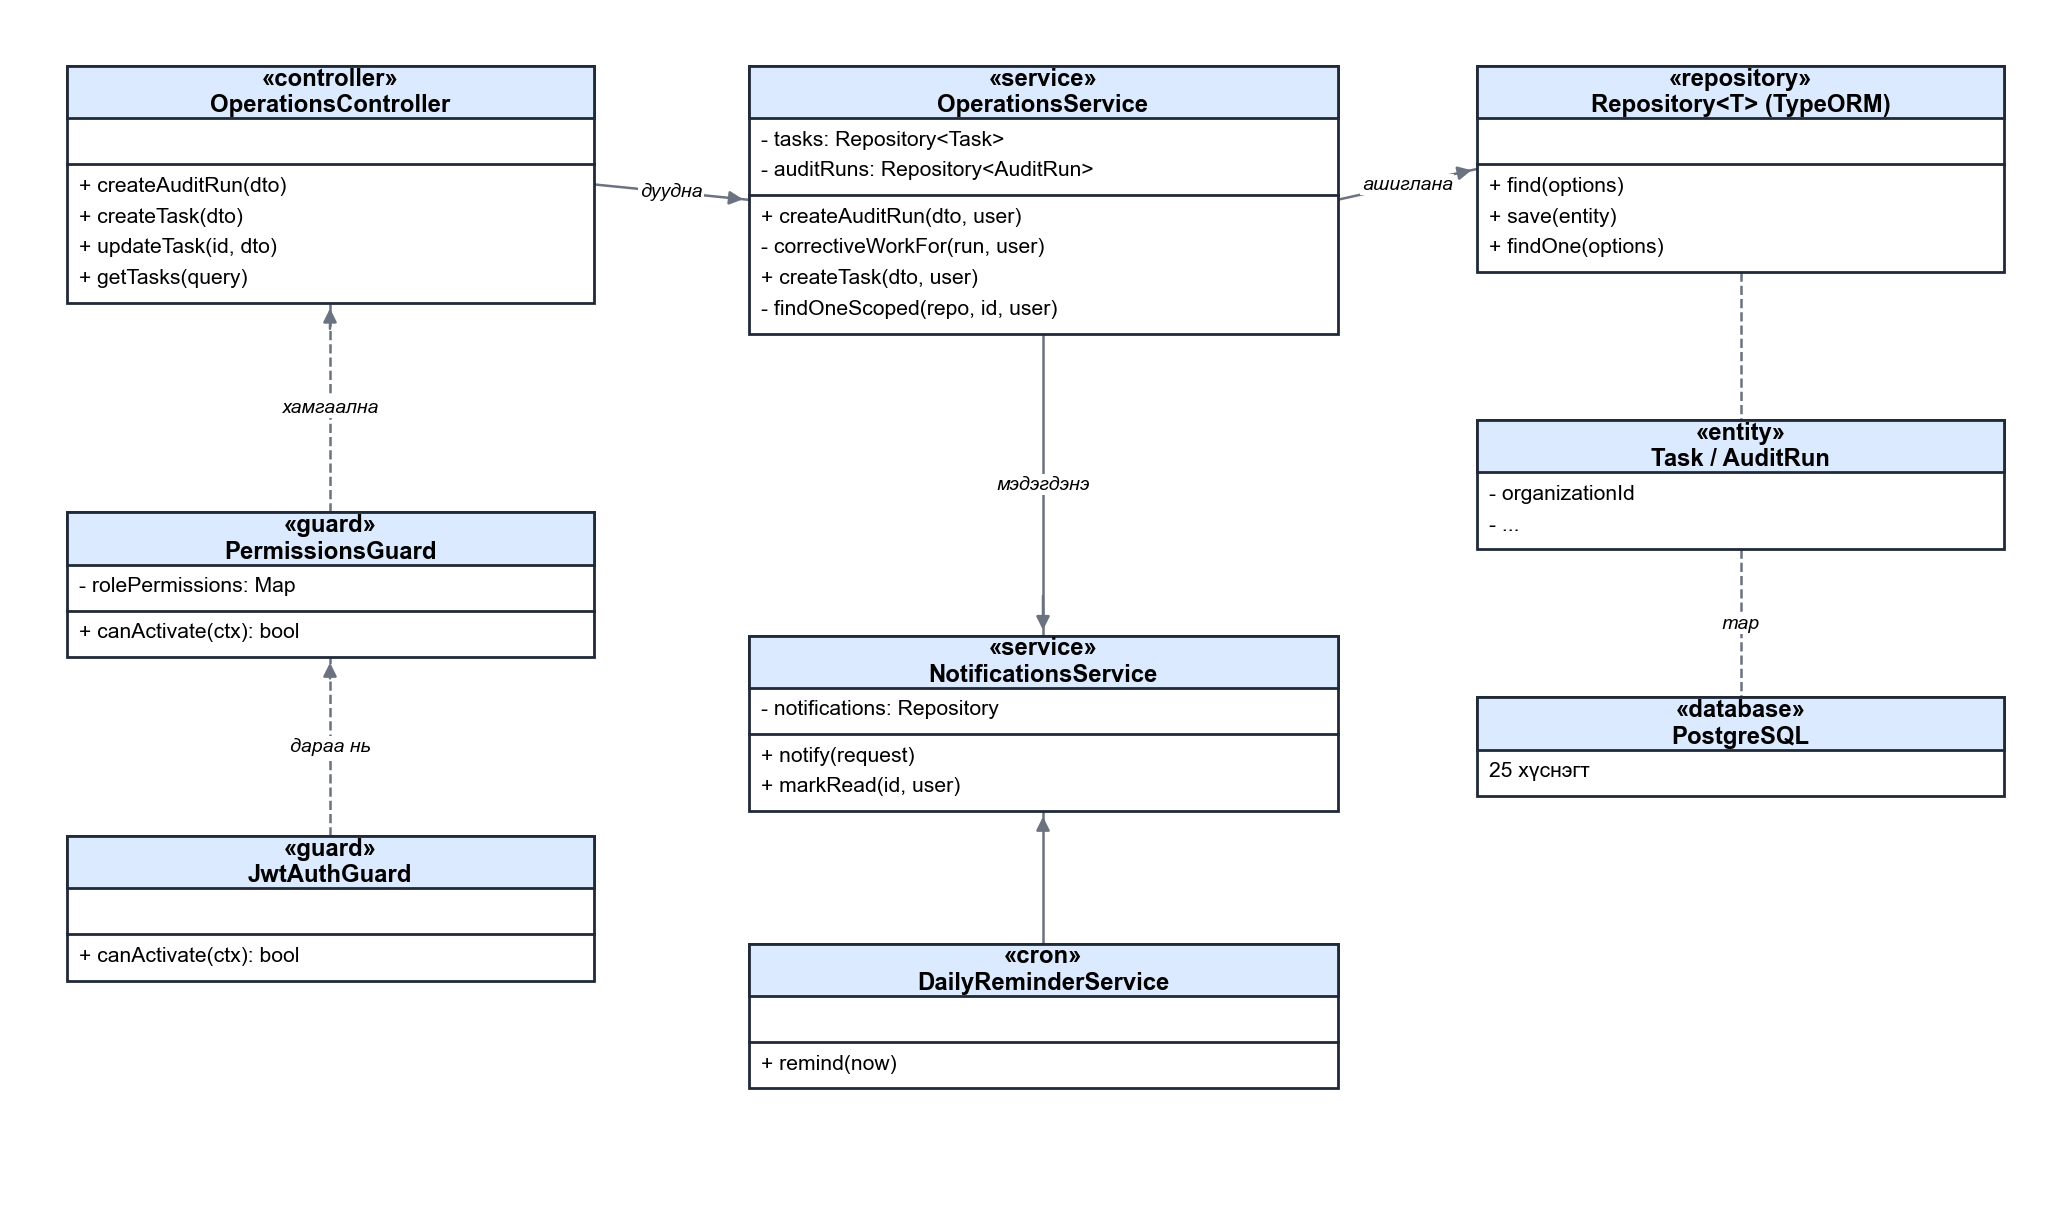 «controller»
OperationsController
+ createAuditRun(dto)
+ createTask(dto)
+ updateTask(id, dto)
+ getTasks(query)
дуудна
«service»
OperationsService
- tasks: Repository<Task>
- auditRuns: Repository<AuditRun>
+ createAuditRun(dto, user)
- correctiveWorkFor(run, user)
+ createTask(dto, user)
- findOneScoped(repo, id, user)
ашиглана
«repository»
Repository<T> (TypeORM)
+ find(options)
+ save(entity)
+ findOne(options)
хамгаална
«guard»
PermissionsGuard
- rolePermissions: Map
+ canActivate(ctx): bool
дараа нь
«guard»
JwtAuthGuard
+ canActivate(ctx): bool
мэдэгдэнэ
«service»
NotificationsService
- notifications: Repository
+ notify(request)
+ markRead(id, user)
«cron»
DailyReminderService
+ remind(now)
«entity»
Task / AuditRun
- organizationId
- ...
тар
«database»
PostgreSQL
25 хүснэгт